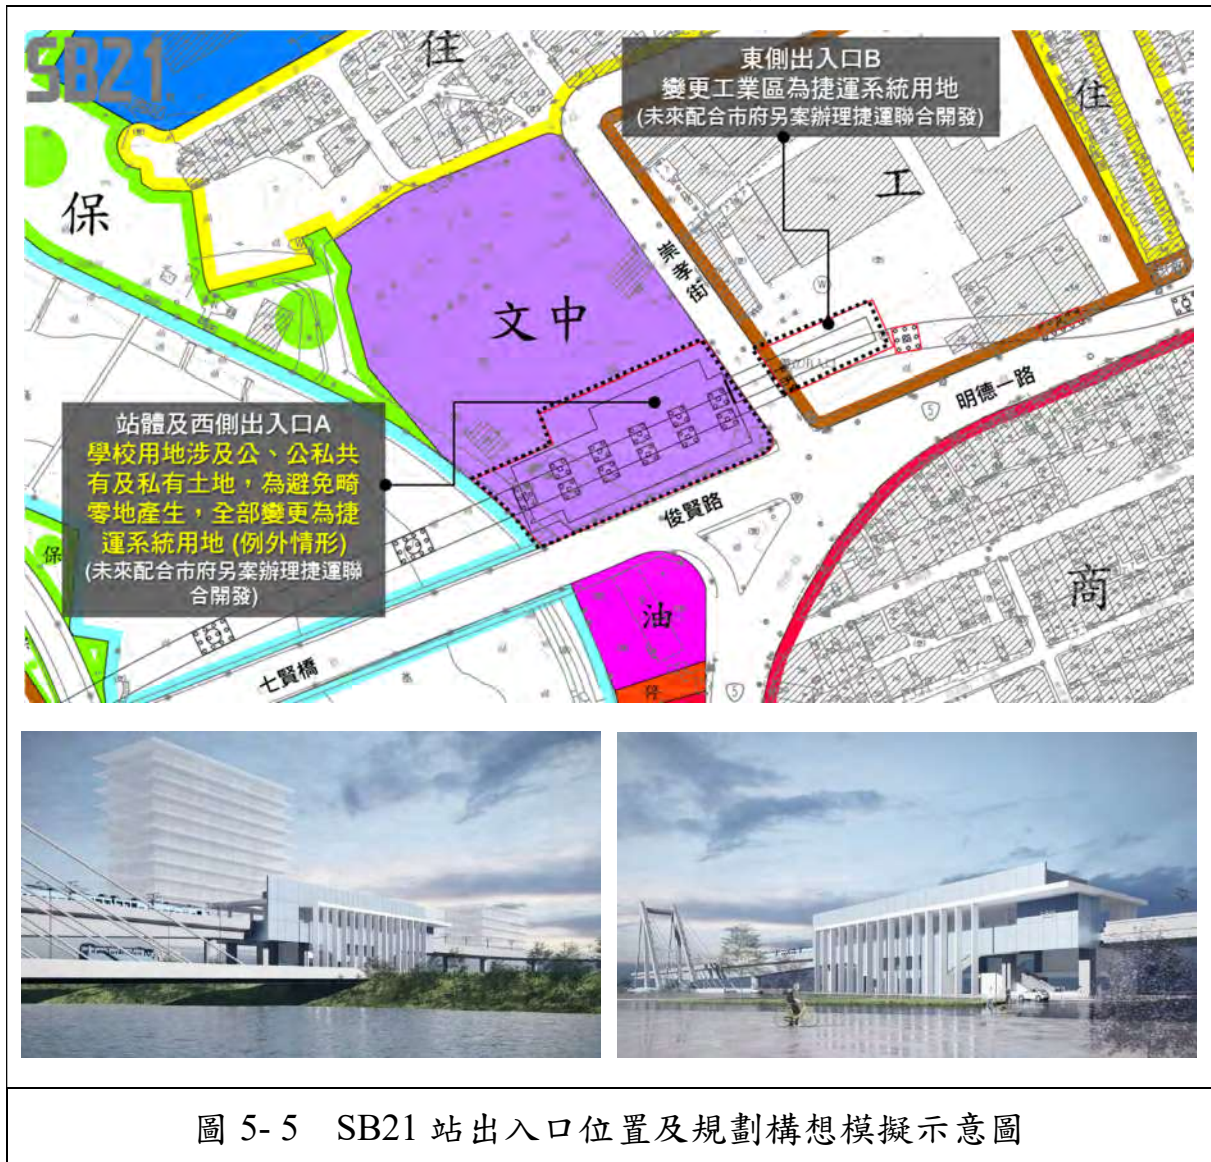 SB21
住
東側出入口B
變更工業區為捷運系統用地
(未來配合市府另案辦理捷運聯合開發)
住
保
工
崇孝街
文中
站體及西側出入口A
學校用地涉及公、公私共
有及私有土地，為避免畸
零地產生，全部變更為捷
運系統用地 (例外情形)
(未來配合市府另案辦理捷運聯
合開發)
W
明德一路
5
俊賢路
保
油
商
七賢橋
停
5
圖 5- 5 SB21 站出入口位置及規劃構想模擬示意圖